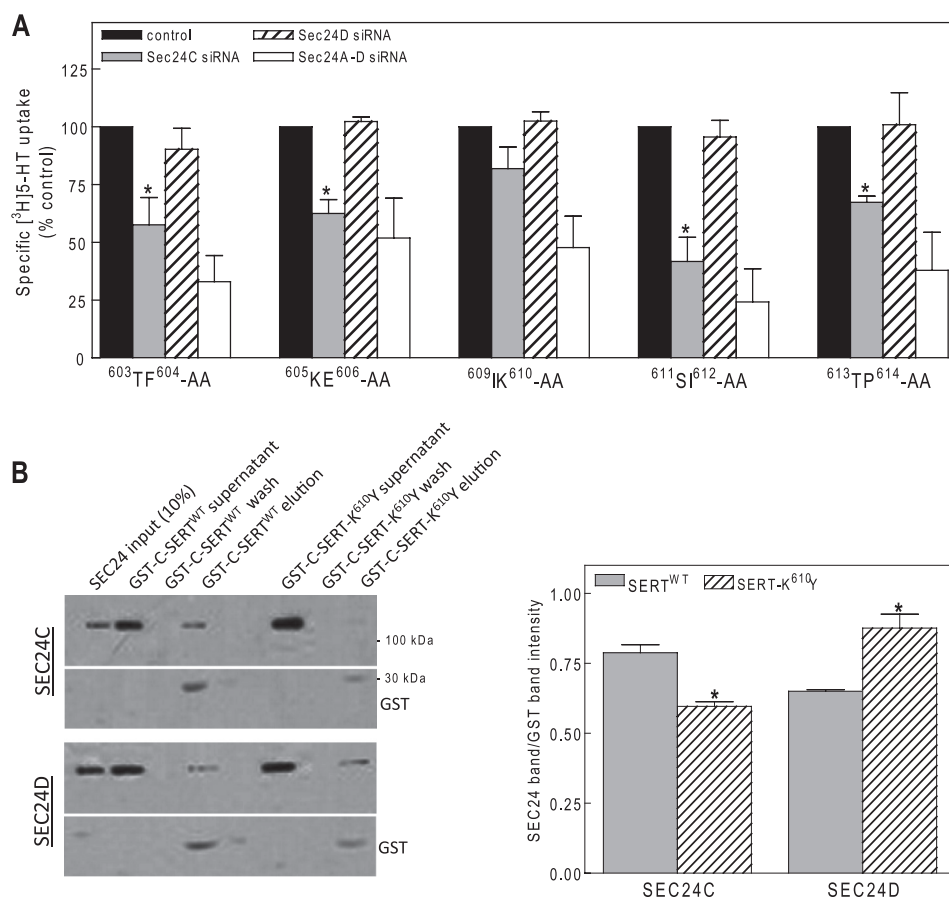 A
control
Sec24C siRNA
Sec24D siRNA
Sec24A-D siRNA
Specific [³H]5-HT uptake
(% control)
125
100
75
50
25
0
*
*
*
*
⁶⁰³TF⁶⁰⁴-AA
⁶⁰⁵KE⁶⁰⁶-AA
⁶⁰⁹IK⁶¹⁰-AA
⁶¹¹SI⁶¹²-AA
⁶¹³TP⁶¹⁴-AA
B
SEC24 input (10%)
GST-C-SERTᵂᵀ supernatant
GST-C-SERTᵂᵀ wash
GST-C-SERTᵂᵀ elution
GST-C-SERT-K⁶¹⁰Y supernatant
GST-C-SERT-K⁶¹⁰Y wash
GST-C-SERT-K⁶¹⁰Y elution
SEC24C
- 100 kDa
- 30 kDa
GST
SEC24D
GST
SERTᵂᵀ
SERT-K⁶¹⁰Y
SEC24 band/GST band intensity
1.00
0.75
0.50
0.25
0.00
*
*
SEC24C
SEC24D